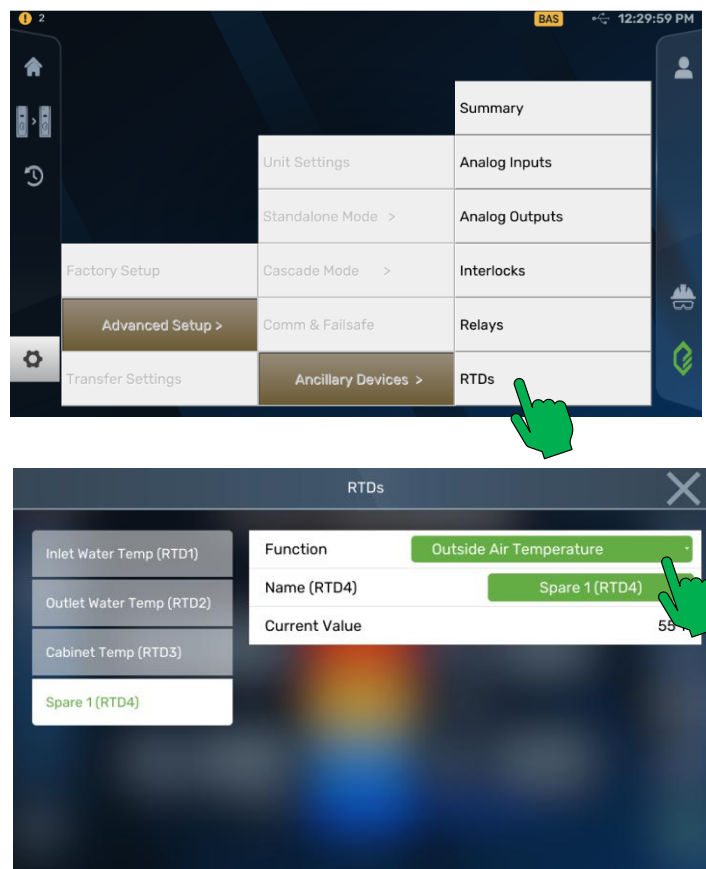 2
BAS
12:29:59 PM
Summary
Unit Settings
Analog Inputs
Standalone Mode >
Analog Outputs
Factory Setup
Cascade Mode >
Interlocks
Advanced Setup >
Comm & Failsafe
Relays
Transfer Settings
Ancillary Devices >
RTDs
RTDs
Inlet Water Temp (RTD1)
Outlet Water Temp (RTD2)
Cabinet Temp (RTD3)
Spare 1 (RTD4)
Function
Outside Air Temperature
Name (RTD4)
Spare 1 (RTD4)
Current Value
55